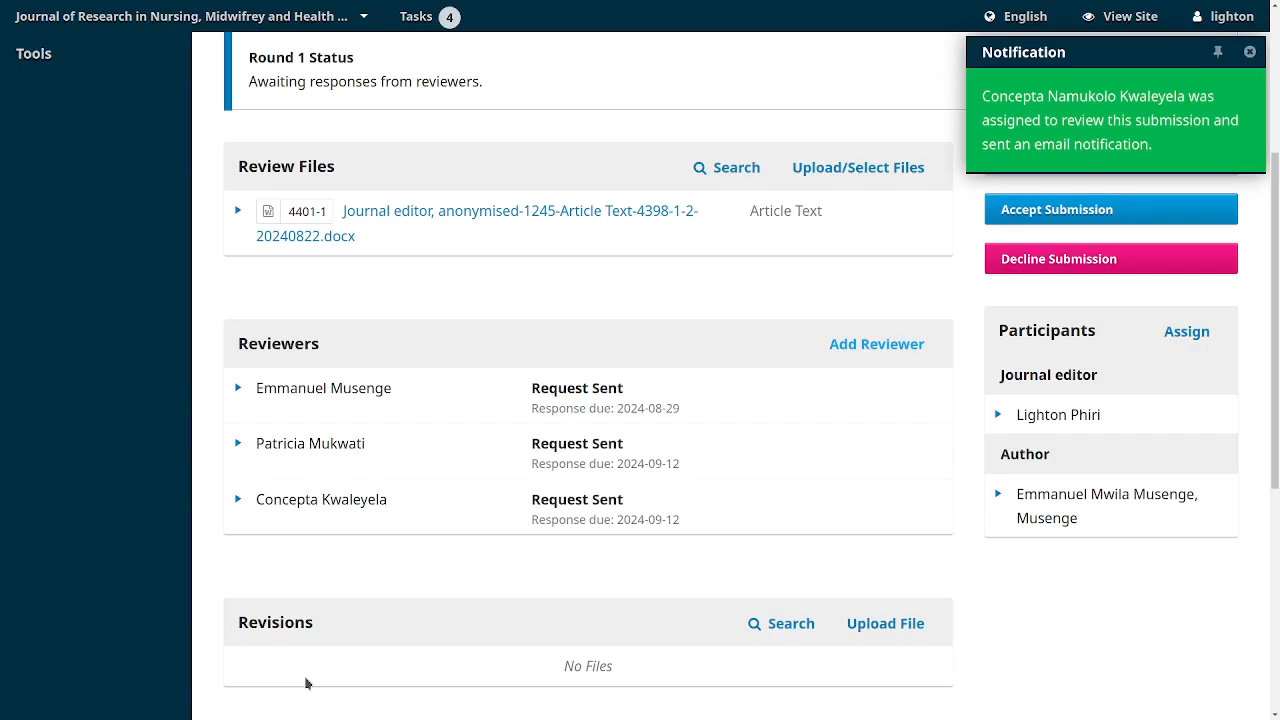 Journal of Research in Nursing, Midwifrey and Health ...
Tasks 4
English
View Site
lighton
Tools
Round 1 Status
Awaiting responses from reviewers.
Notification
Concepta Namukolo Kwaleyela was
assigned to review this submission and
sent an email notification.
Review Files
Search
Upload/Select Files
4401-1 Journal editor, anonymised-1245-Article Text-4398-1-2-
20240822.docx
Article Text
Accept Submission
Decline Submission
Reviewers
Add Reviewer
Emmanuel Musenge
Request Sent
Response due: 2024-08-29
Patricia Mukwati
Request Sent
Response due: 2024-09-12
Concepta Kwaleyela
Request Sent
Response due: 2024-09-12
Participants
Assign
Journal editor
Lighton Phiri
Author
Emmanuel Mwila Musenge,
Musenge
Revisions
Search
Upload File
No Files